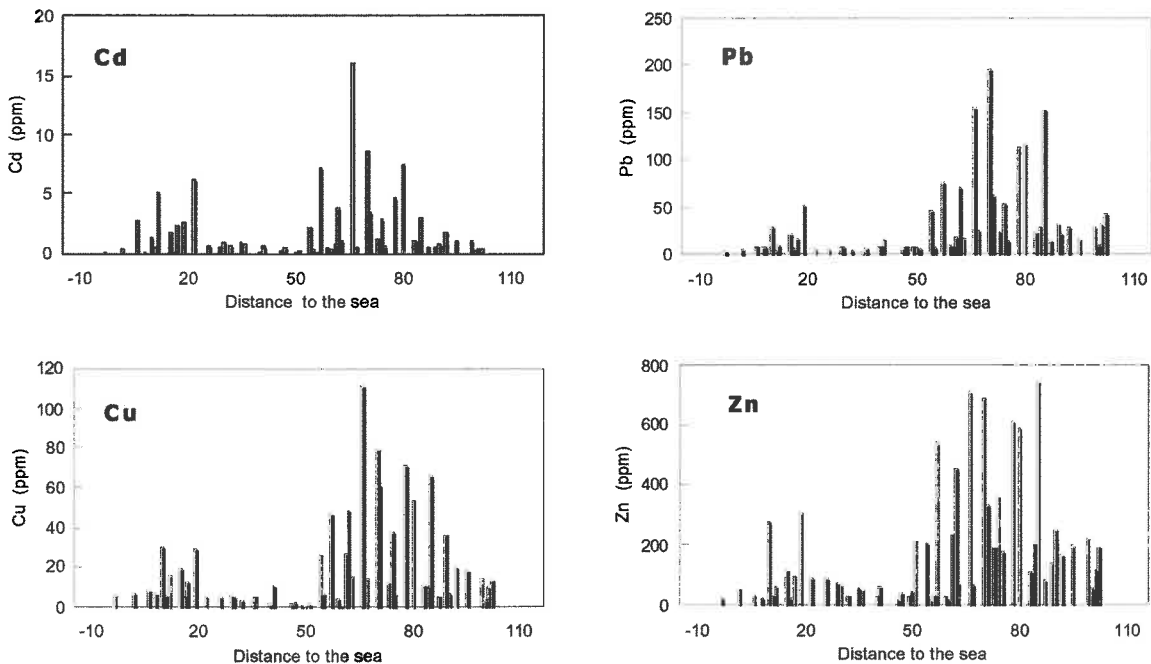 Cd
Cd (ppm)
20
15
10
5
0
-10 20 50 80 110
Distance to the sea
Pb
Pb (ppm)
250
200
150
100
50
0
-10 20 50 80 110
Distance to the sea
Cu
Cu (ppm)
120
100
80
60
40
20
0
-10 20 50 80 110
Distance to the sea
Zn
Zn (ppm)
800
600
400
200
0
-10 20 50 80 110
Distance to the sea